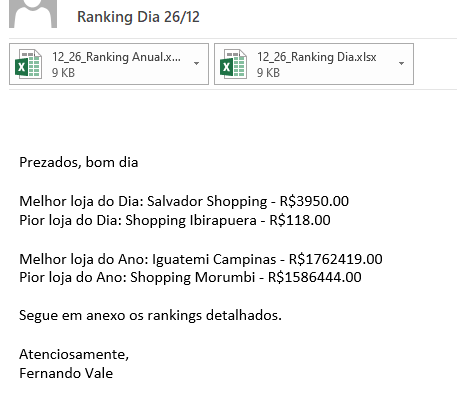 Ranking Dia 26/12
12_26_Ranking Anual.x...
9 KB
12_26_Ranking Dia.xlsx
9 KB
Prezados, bom dia
Melhor loja do Dia: Salvador Shopping - R$3950.00
Pior loja do Dia: Shopping Ibirapuera - R$118.00
Melhor loja do Ano: Iguatemi Campinas - R$1762419.00
Pior loja do Ano: Shopping Morumbi - R$1586444.00
Segue em anexo os rankings detalhados.
Atenciosamente,
Fernando Vale